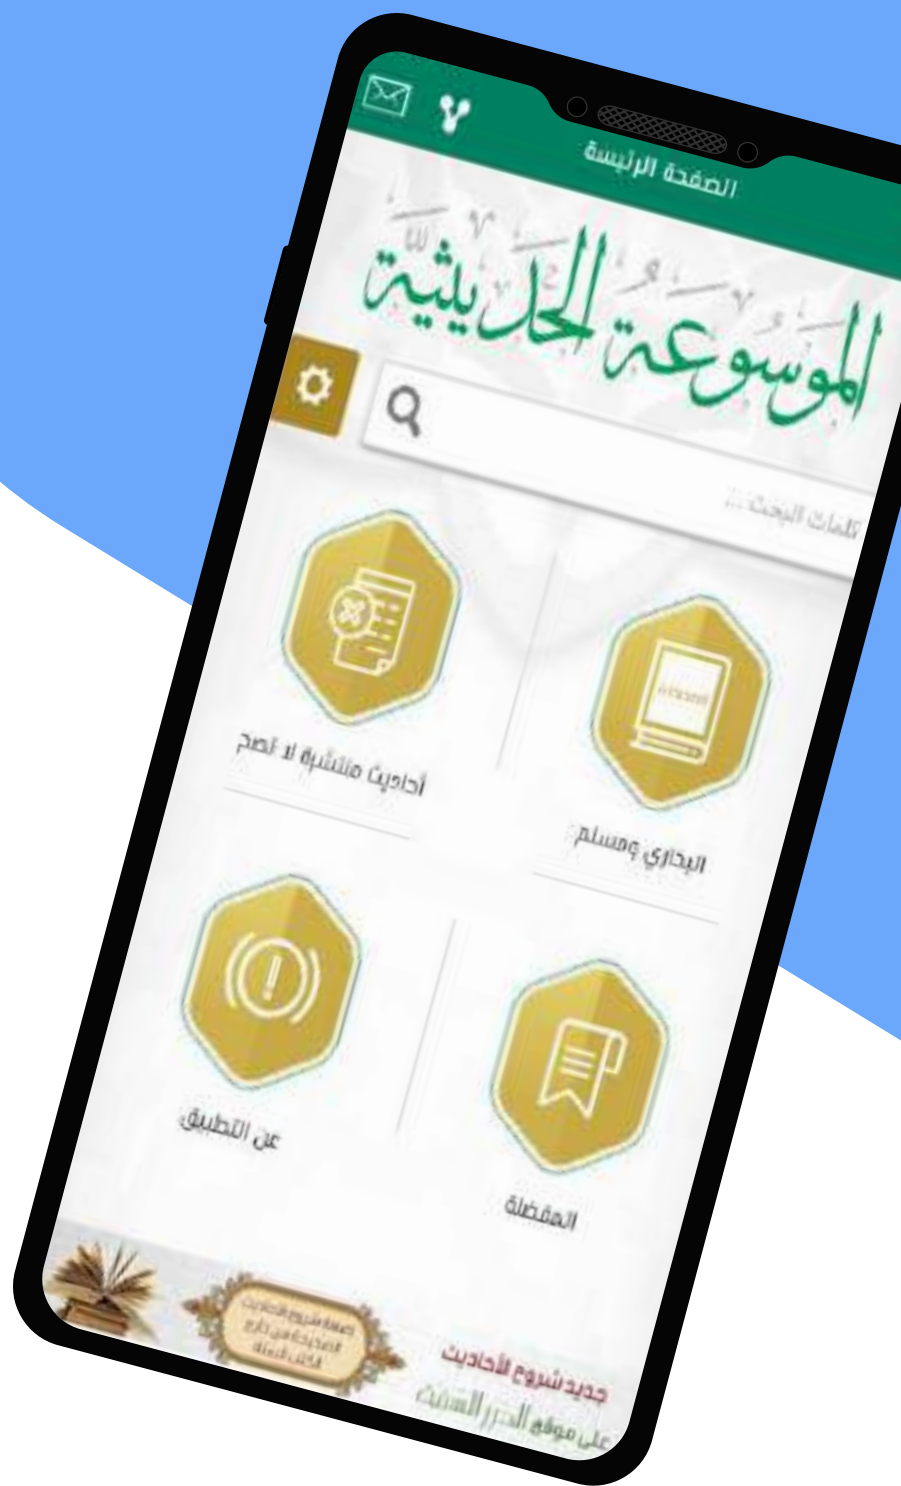 الصفحة الرئيسة
الموسوعة الحديثية
كلمات البحث...
البخاري ومسلم
أحاديث منتشرة لا تصح
المفضلة
عن التطبيق
جديد شروح الأحاديث
على موقع الدرر السنية